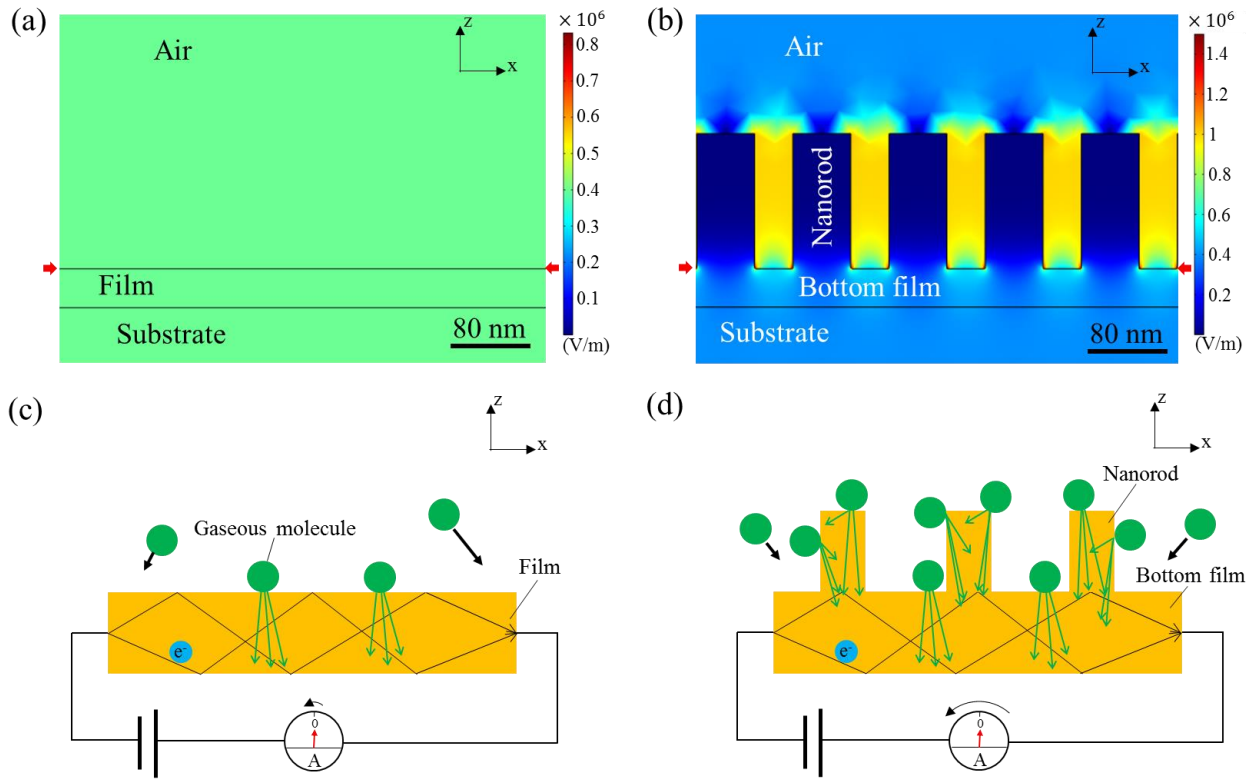 (a)
Air
z
x
× 10⁶
0.8
0.7
0.6
0.5
0.4
0.3
0.2
0.1
(V/m)
Film
Substrate
80 nm
(b)
Air
z
x
× 10⁶
1.4
1.2
1
0.8
0.6
0.4
0.2
(V/m)
Nanorod
Bottom film
Substrate
80 nm
(c)
z
x
Gaseous molecule
Film
e⁻
0
A
(d)
z
x
Nanorod
Bottom film
e⁻
0
A